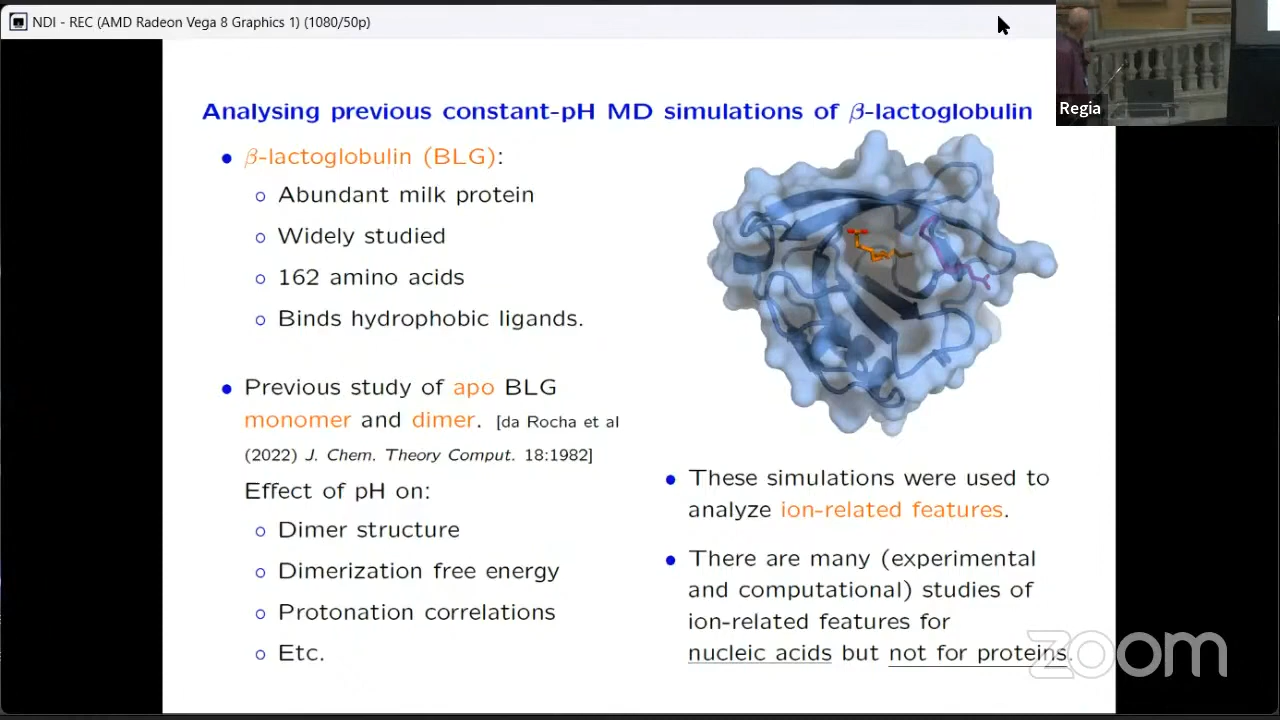 NDI - REC (AMD Radeon Vega 8 Graphics 1) (1080/50p)
Regia
Analysing previous constant-pH MD simulations of β-lactoglobulin
β-lactoglobulin (BLG):
Abundant milk protein
Widely studied
162 amino acids
Binds hydrophobic ligands.
Previous study of apo BLG
monomer and dimer. [da Rocha et al
(2022) J. Chem. Theory Comput. 18:1982]
Effect of pH on:
Dimer structure
Dimerization free energy
Protonation correlations
Etc.
These simulations were used to
analyze ion-related features.
There are many (experimental
and computational) studies of
ion-related features for
nucleic acids but not for proteins.
zoom